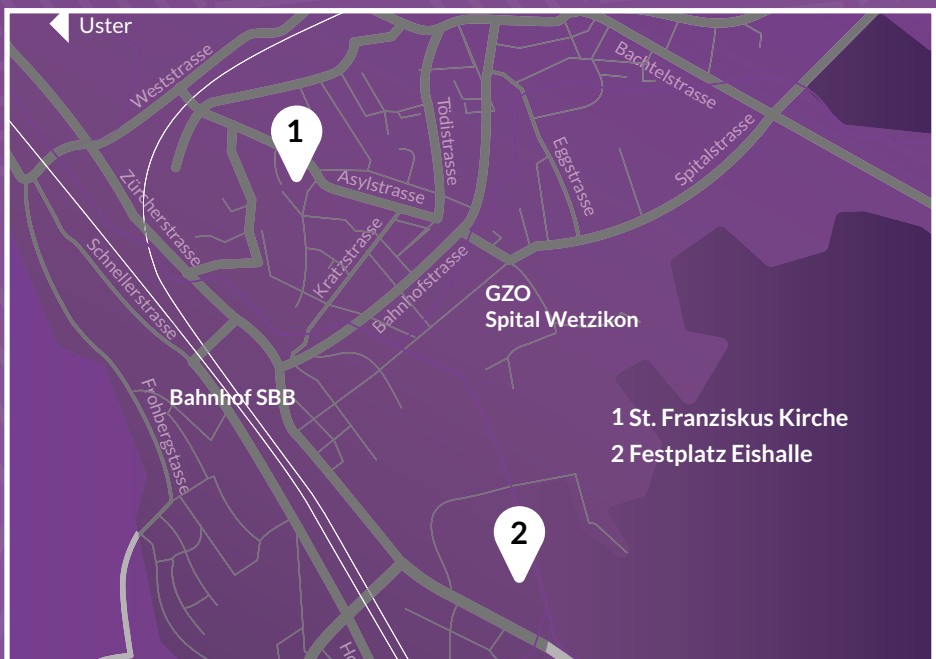 Uster
Weststrasse
Bachtelstrasse
1
Tödistrasse
Eggstrasse
Spitalstrasse
Asylstrasse
Zürcherstrasse
Kratzstrasse
Schnellerstrasse
Bahnhofstrasse
GZO
Spital Wetzikon
Bahnhof SBB
Frohbergstasse
1 St. Franziskus Kirche
2 Festplatz Eishalle
2